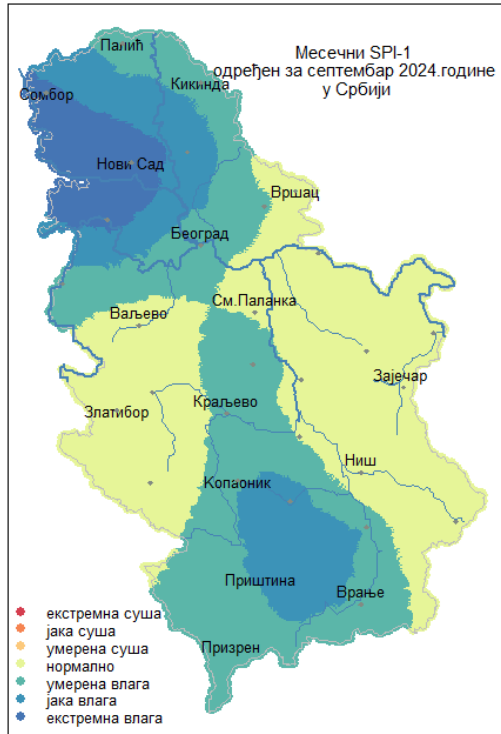 Месечни SPI-1
одређен за септембар 2024.године
у Србији
Палић
Кикинда
Сомбор
Нови Сад
Вршац
Београд
См.Паланка
Ваљево
Зајечар
Златибор
Краљево
Ниш
Копаоник
Приштина
Врање
Призрен
екстремна суша
јака суша
умерена суша
нормално
умерена влага
јака влага
екстремна влага